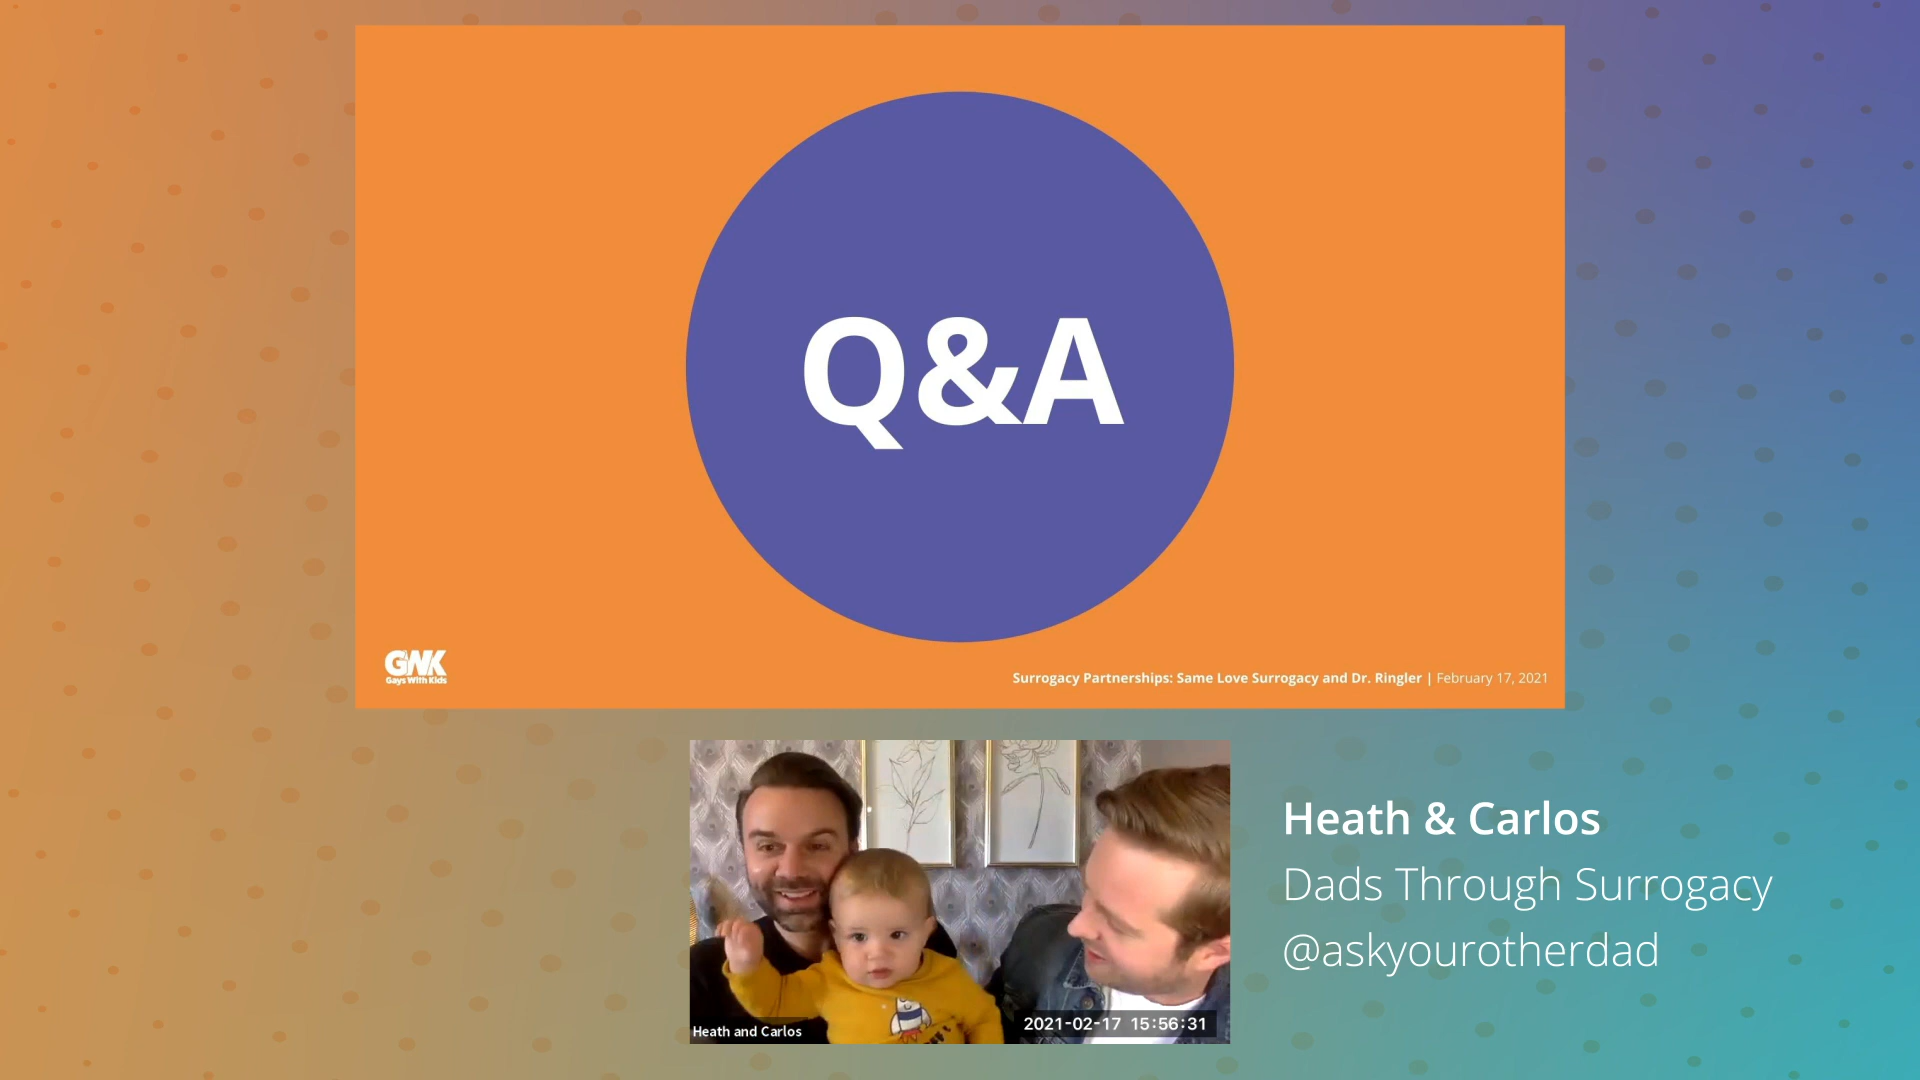 Q&A
GWK
Gays With Kids
Surrogacy Partnerships: Same Love Surrogacy and Dr. Ringler | February 17, 2021
Heath & Carlos
Dads Through Surrogacy
@askyourotherdad
Heath and Carlos
2021-02-17 15:56:31